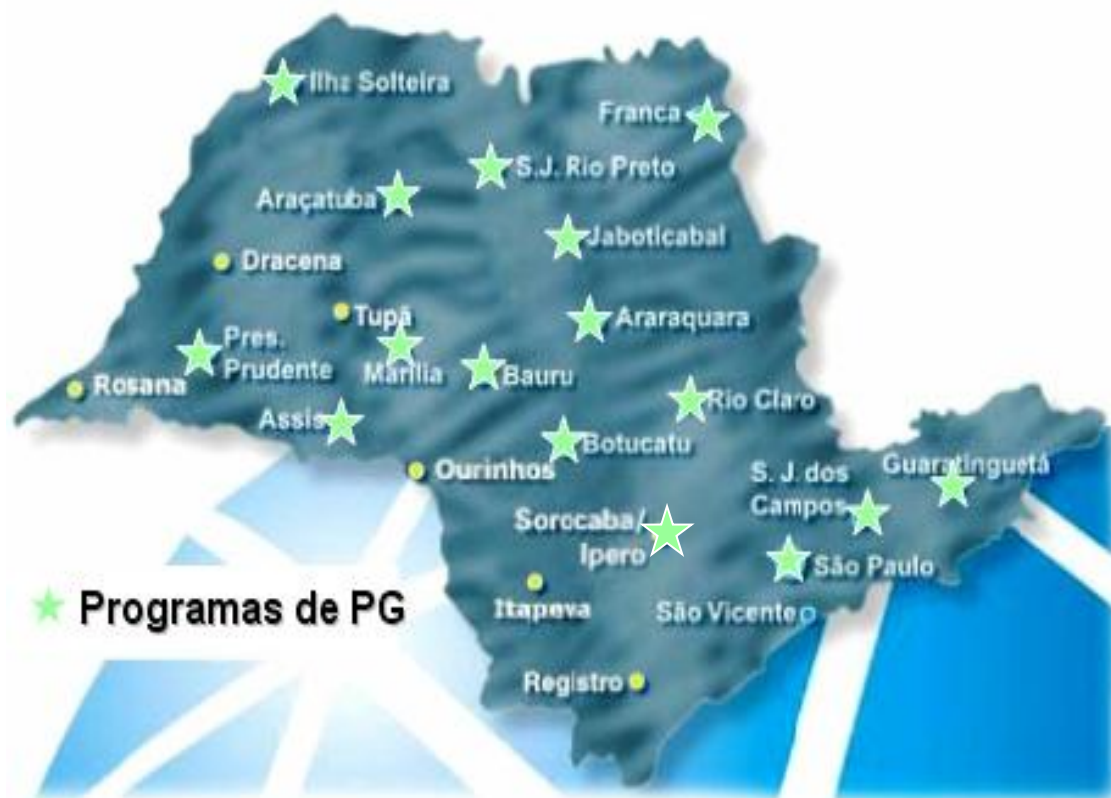 Ilha Solteira
Franca
S.J. Rio Preto
Araçatuba
Jaboticabal
Dracena
Tupã
Araraquara
Pres.
Prudente
Marília
Bauru
Rosana
Rio Claro
Assis
Botucatu
Ourinhos
S. J. dos
Campos
Guaratinguetá
Sorocaba/
Ipero
São Paulo
Itapeva
São Vicente
Programas de PG
Registro